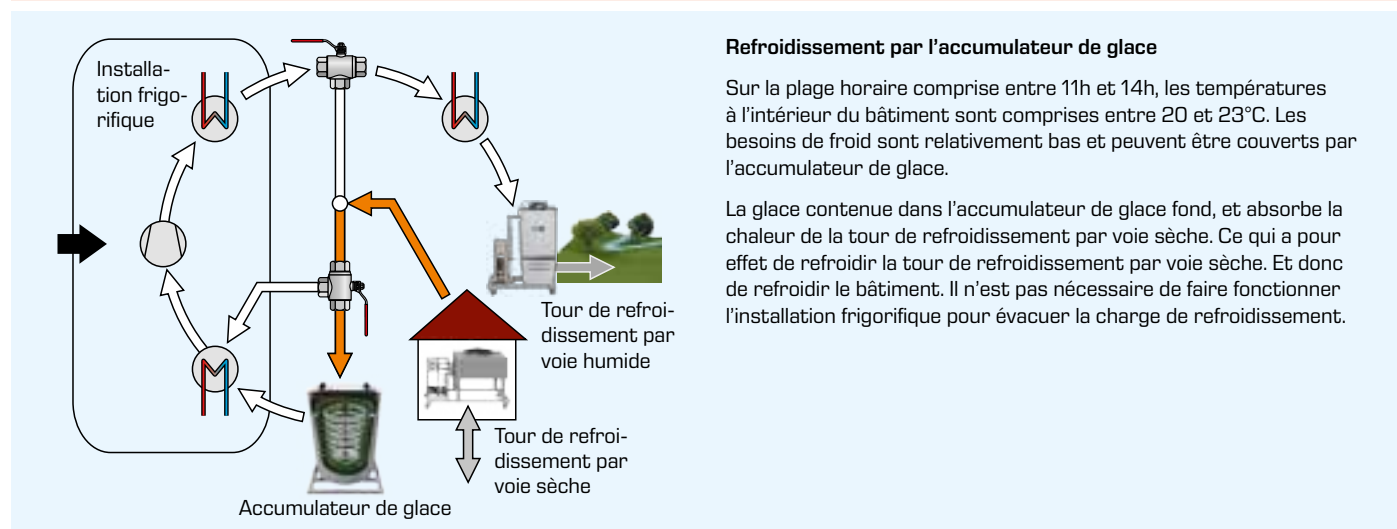 Installa-
tion frigo-
rifique
Tour de refroi-
dissement par
voie humide
Tour de refroi-
dissement par
voie sèche
Accumulateur de glace
Refroidissement par l’accumulateur de glace
Sur la plage horaire comprise entre 11h et 14h, les températures
à l’intérieur du bâtiment sont comprises entre 20 et 23°C. Les
besoins de froid sont relativement bas et peuvent être couverts par
l’accumulateur de glace.
La glace contenue dans l’accumulateur de glace fond, et absorbe la
chaleur de la tour de refroidissement par voie sèche. Ce qui a pour
effet de refroidir la tour de refroidissement par voie sèche. Et donc
de refroidir le bâtiment. Il n’est pas nécessaire de faire fonctionner
l’installation frigorifique pour évacuer la charge de refroidissement.